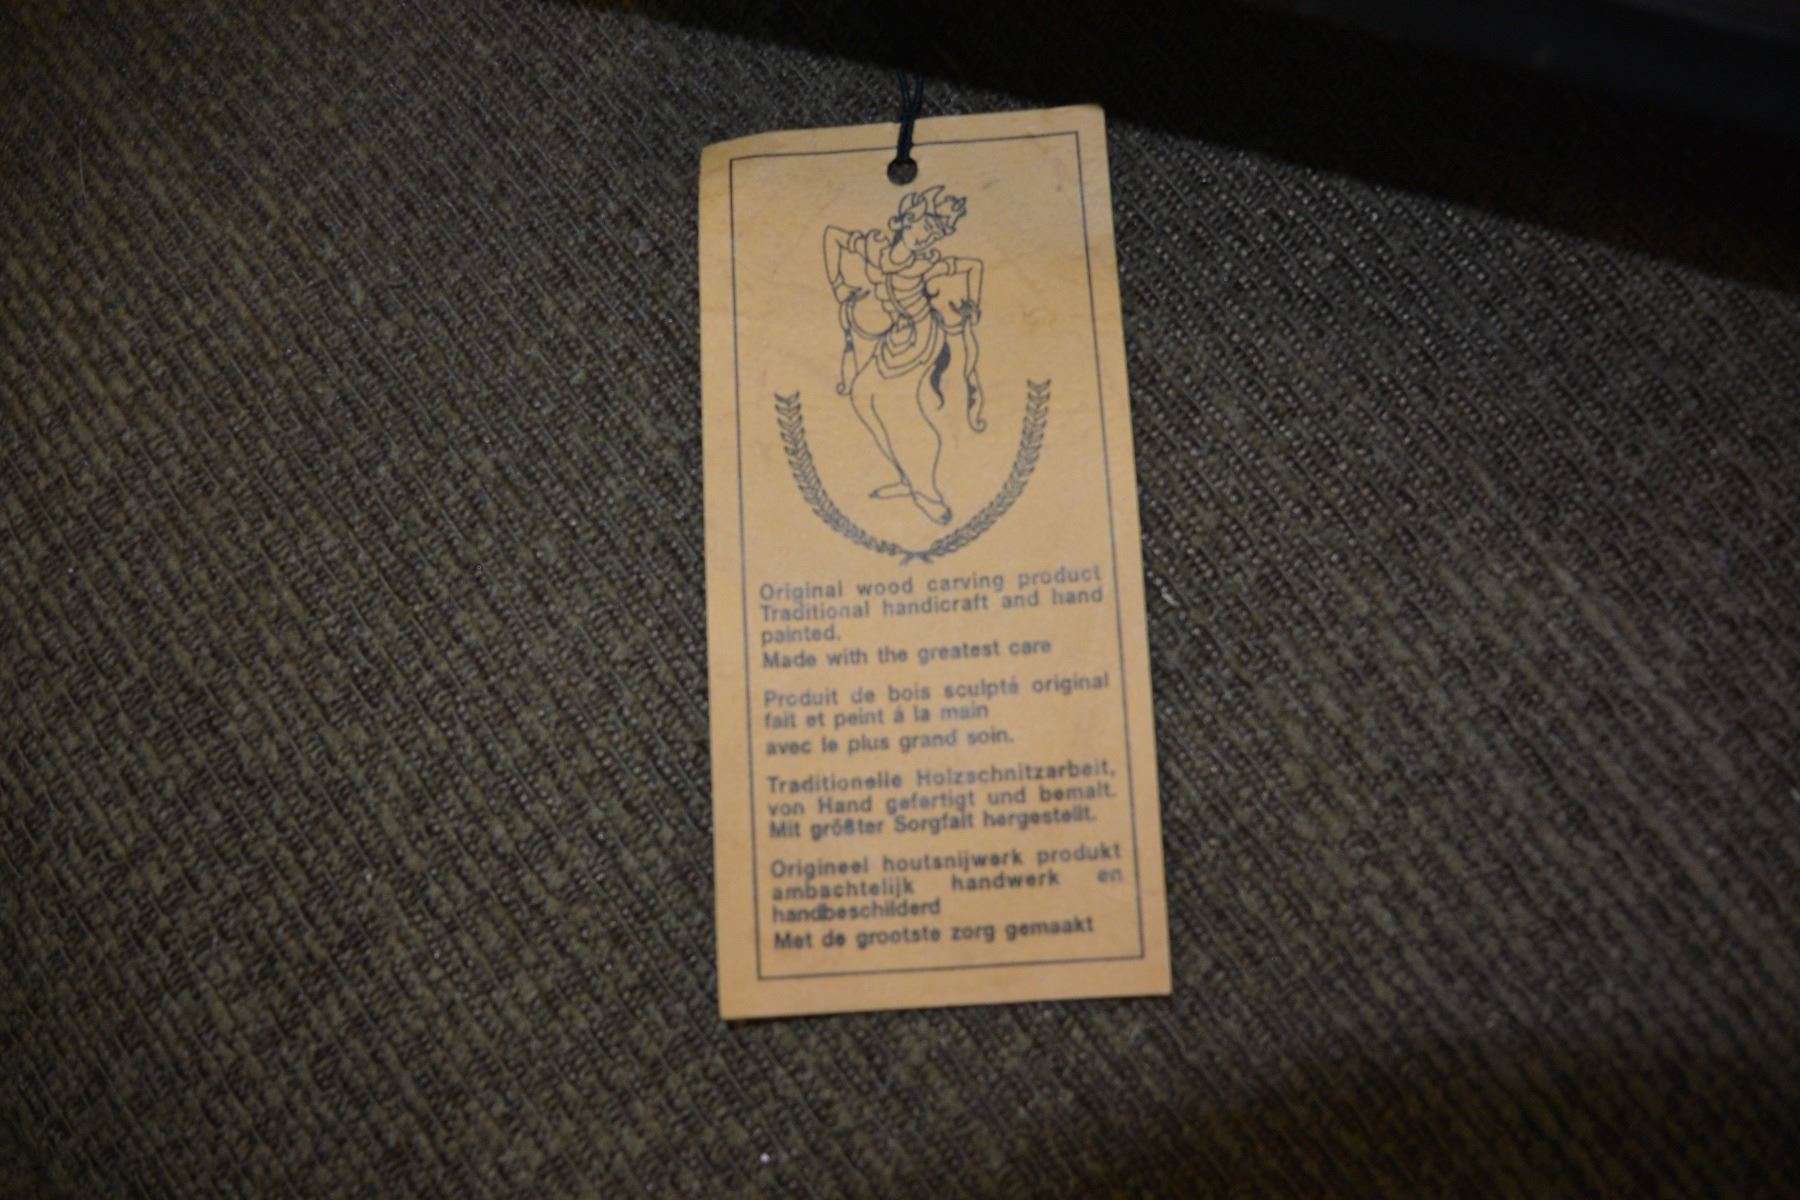 Original wood carving product
Traditional handicraft and hand
painted.
Made with the greatest care
Produit de bois sculpté original
fait et peint á la main
avec le plus grand soin.
Traditionelle Holzschnitzarbeit,
von Hand gefertigt und bemalt.
Mit größter Sorgfalt hergestellt.
Origineel houtsnijwerk produkt
ambachtelijk handwerk en
handbeschilderd
Met de grootste zorg gemaakt